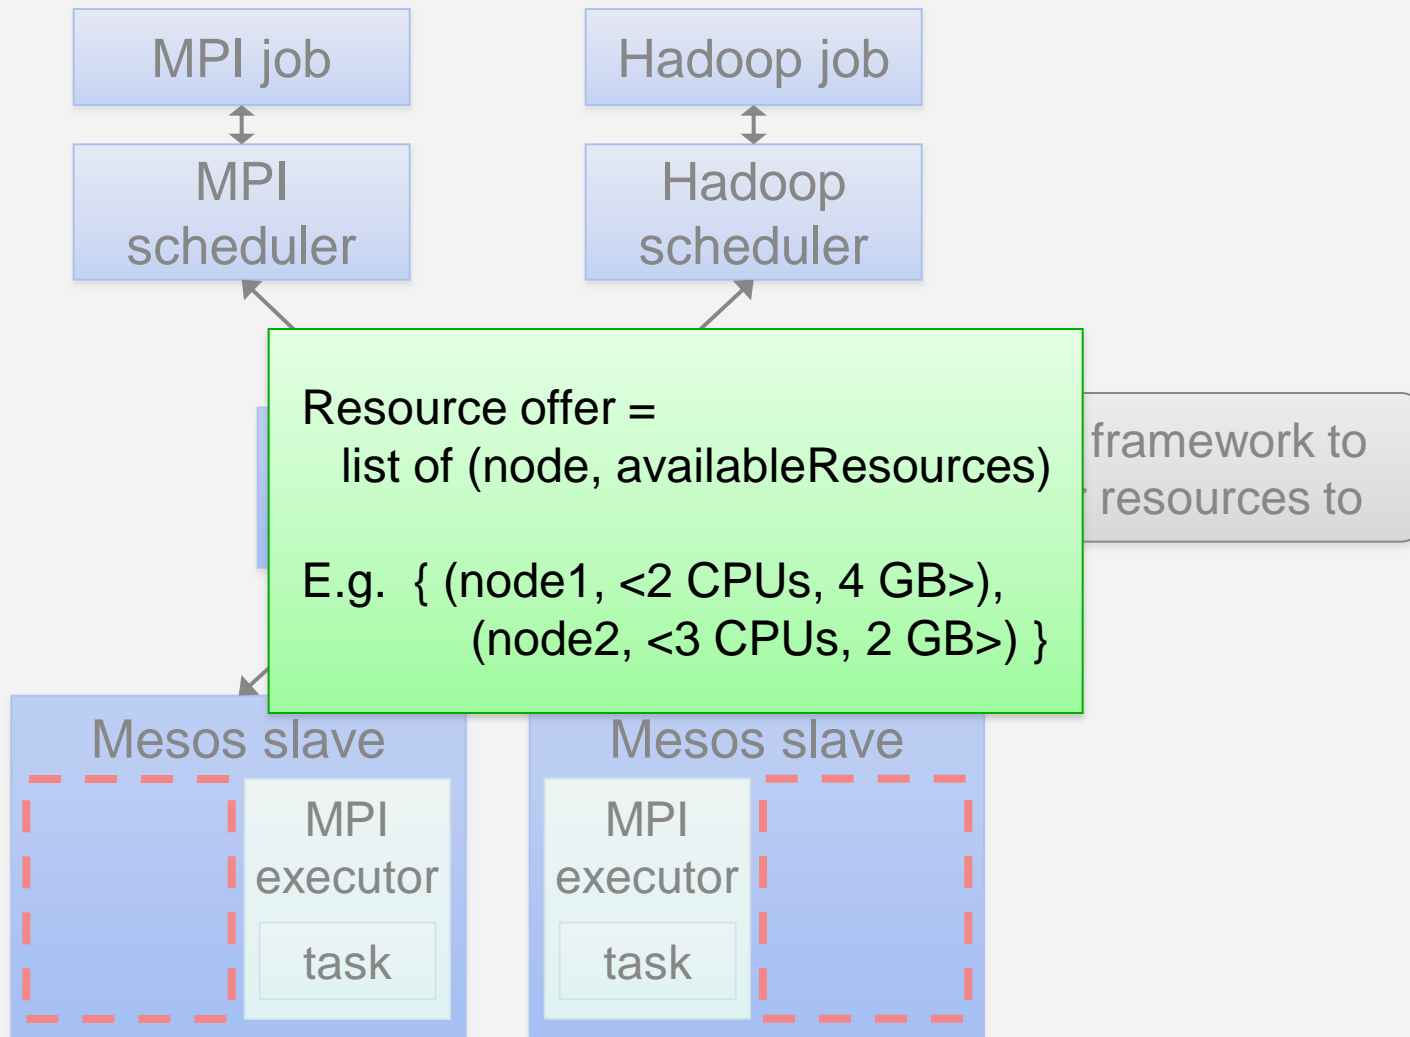 MPI job
Hadoop job
MPI
scheduler
Hadoop
scheduler
Resource offer =
list of (node, availableResources)
E.g. { (node1, <2 CPUs, 4 GB>),
(node2, <3 CPUs, 2 GB>) }
framework to
resources to
Mesos slave
Mesos slave
MPI
executor
task
MPI
executor
task